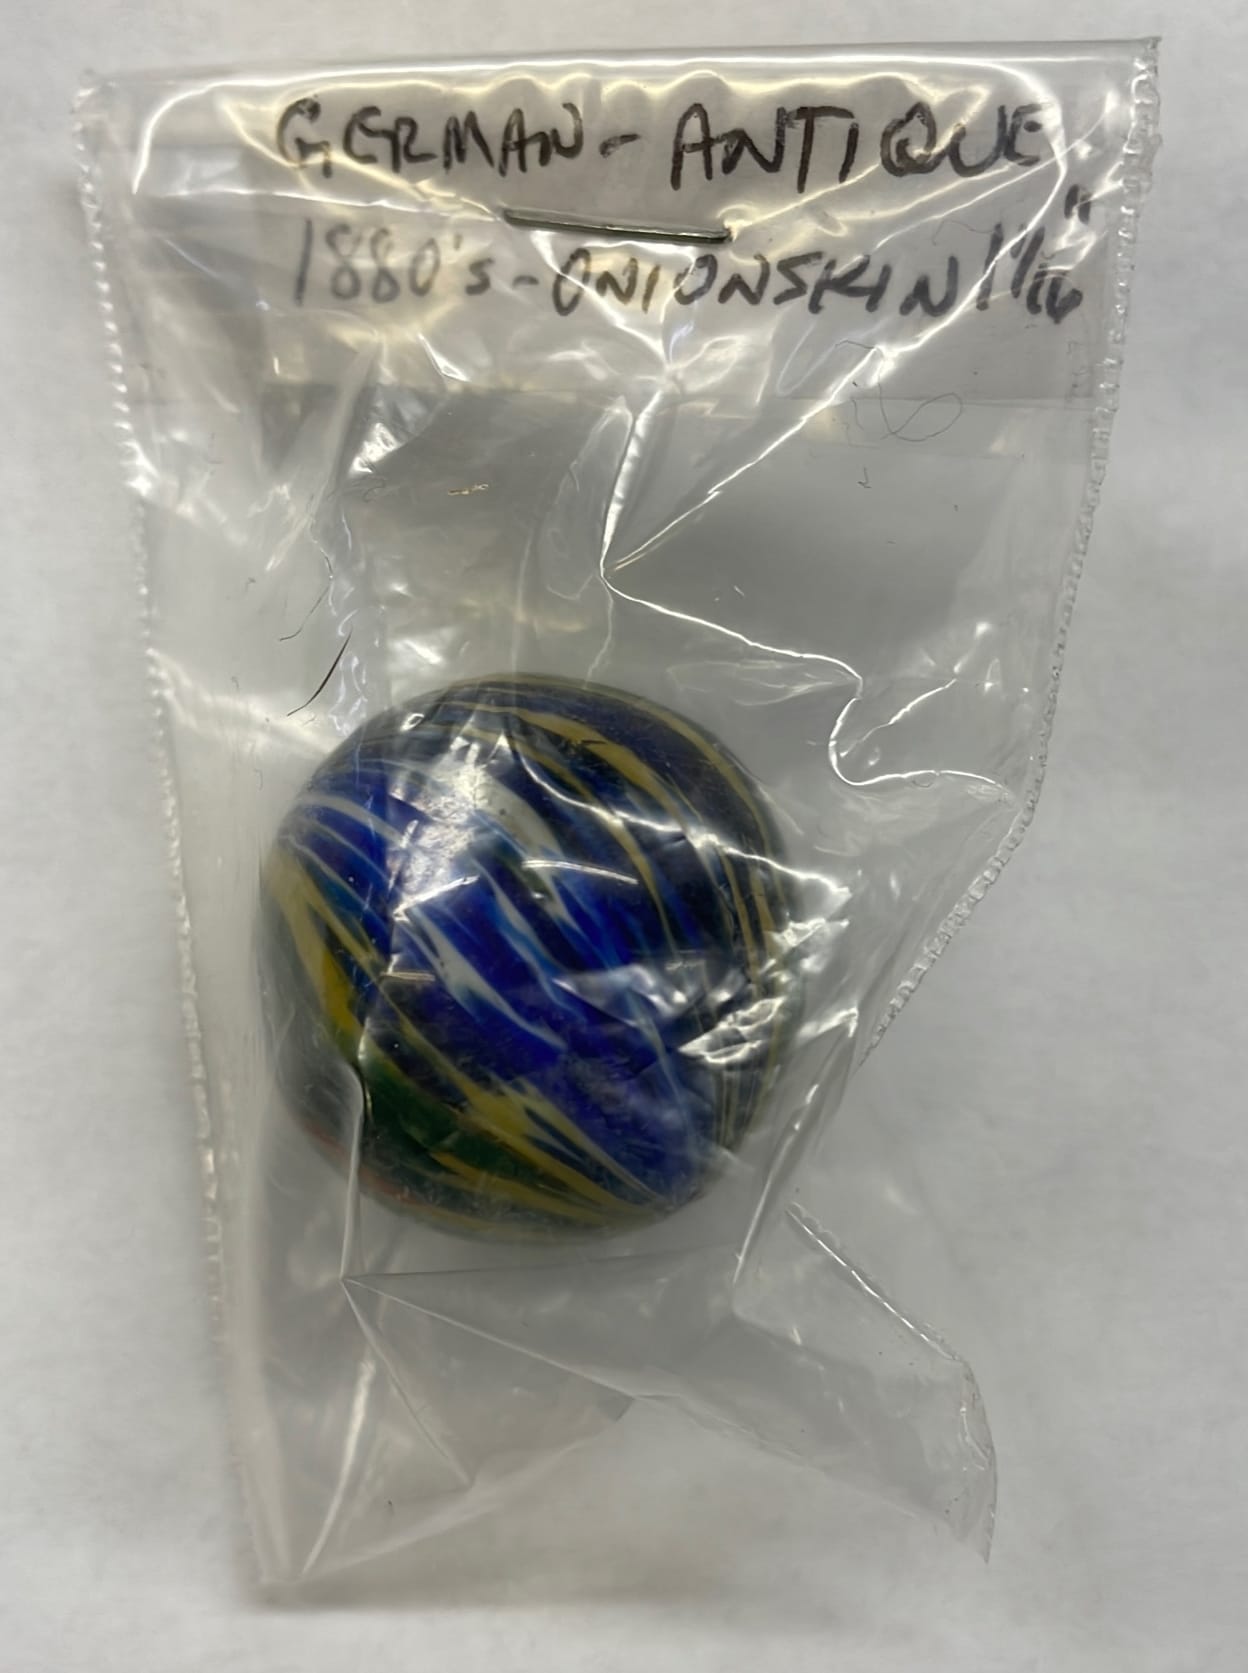 GERMAN - ANTIQUE
1880's - ONIONSKIN 1 1/16"